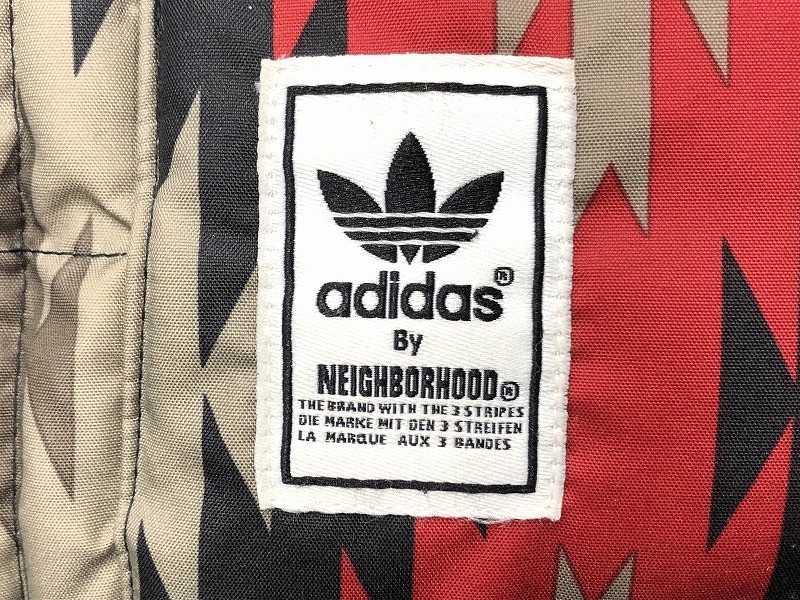 adidas®
By
NEIGHBORHOOD®
THE BRAND WITH THE 3 STRIPES
DIE MARKE MIT DEN 3 STREIFEN
LA MARQUE AUX 3 BANDES